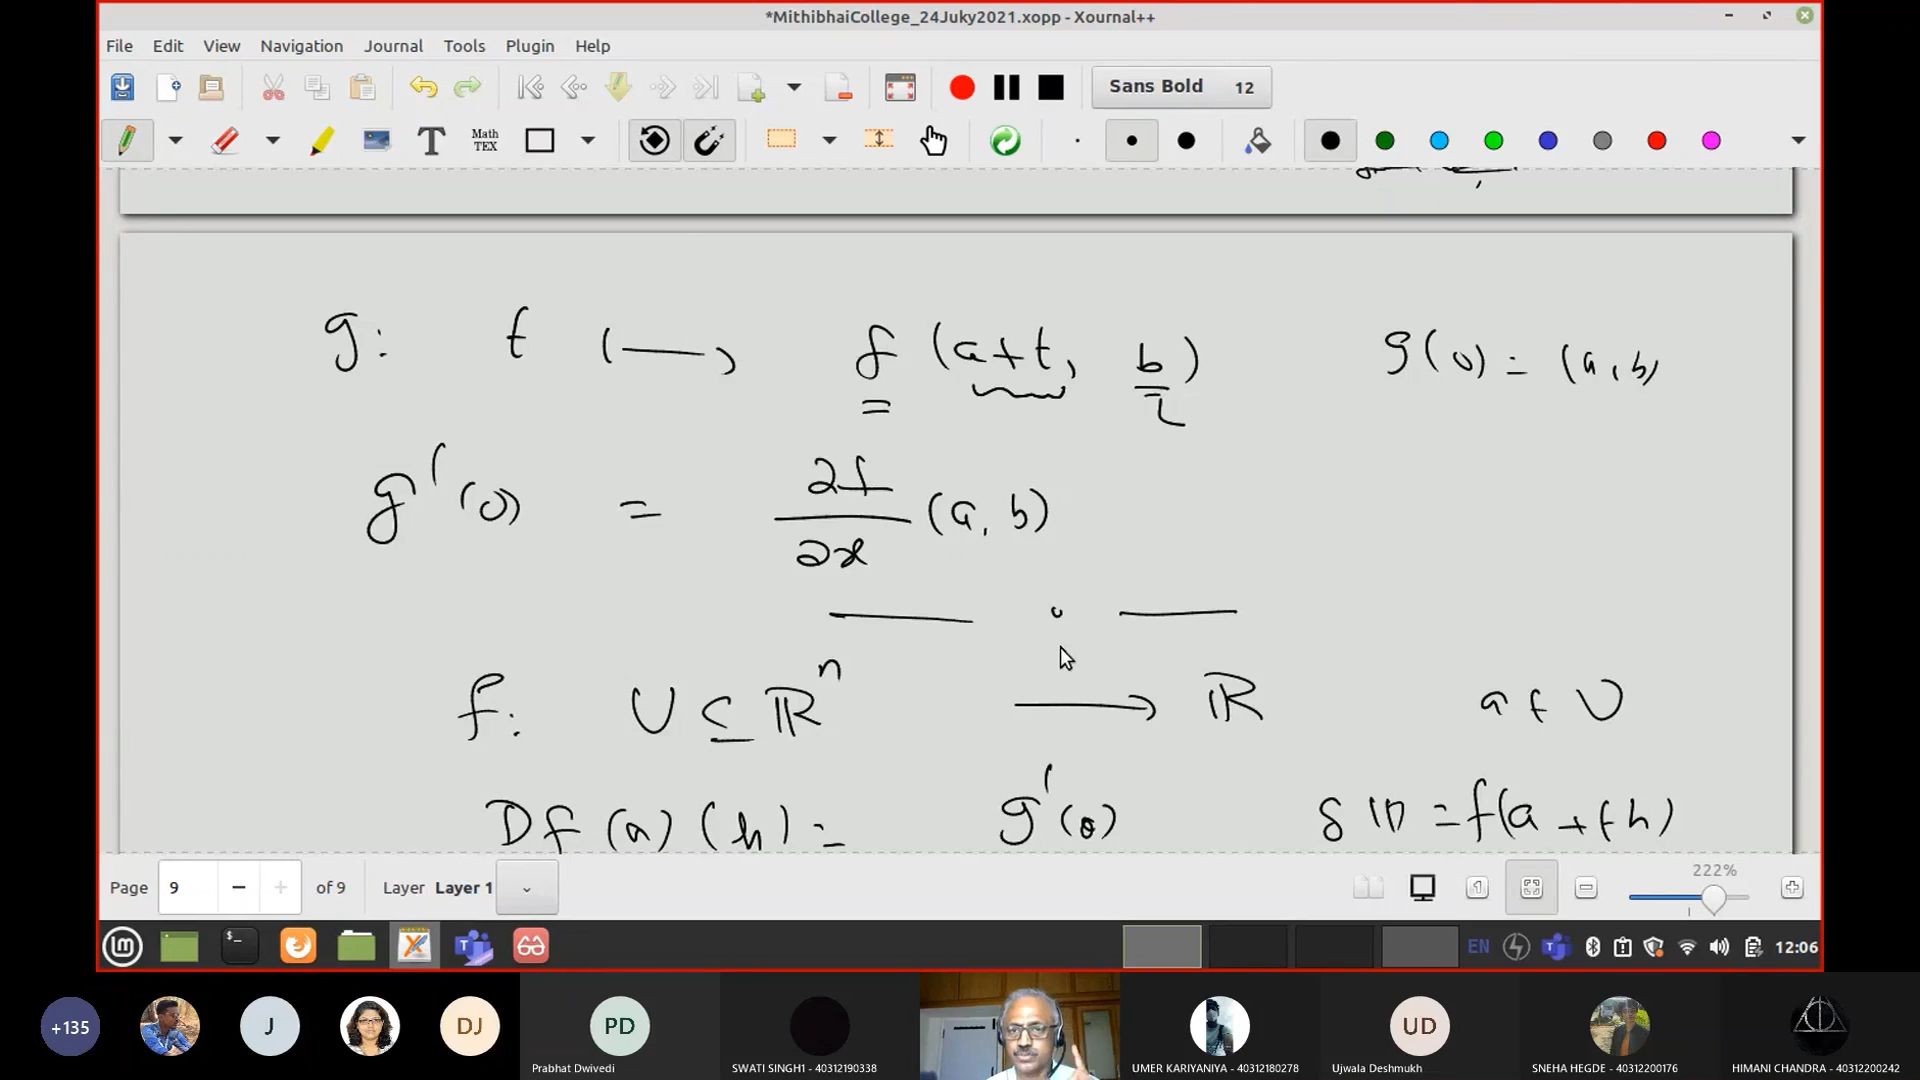 *MithibhaiCollege_24Juky2021.xopp - Xournal++
File Edit View Navigation Journal Tools Plugin Help
Sans Bold 12
T Math TEX
g: t ⟼ f (a+t, b) g(0) = (a, b)
g'(0) = ∂f/∂x (a, b)
f: U ⊆ ℝⁿ → ℝ a ∈ U
Df (a) (h) = g'(0) g(t) = f(a + th)
Page 9 of 9 Layer Layer 1 222%
EN 12:06
+135 J DJ PD UD
Prabhat Dwivedi SWATI SINGH1 - 40312190338 UMER KARIYANIYA - 40312180278 Ujwala Deshmukh SNEHA HEGDE - 40312200176 HIMANI CHANDRA - 40312200242